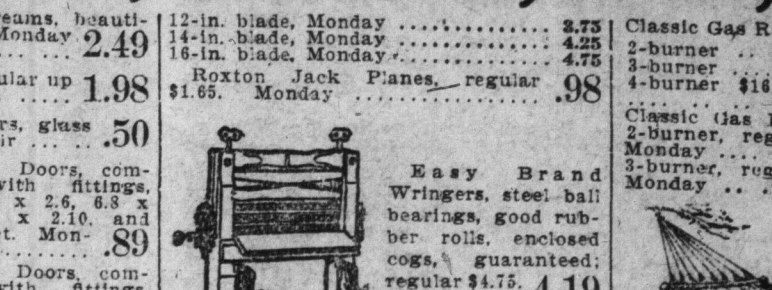 eams, beauti-
Monday 2.49
ular up
..... 1.98
rs, glass
ir ... .50
Doors, com-
with fittings,
x 2.6, 6.8 x
x 2.10, and
t. Mon-
...... .89
Doors, com-
with fittings,
12-in. blade, Monday ............ 3.75
14-in. blade, Monday ............ 4.25
16-in. blade, Monday ............ 4.75
Roxton Jack Planes, regular
$1.65. Monday ................ .98
Easy Brand
Wringers, steel ball
bearings, good rub-
ber rolls, enclosed
cogs, guaranteed;
regular $4.75. 4.19
Classic Gas R
2-burner ..
3-burner ...
4-burner $16
Classic Gas
2-burner, reg
Monday ....
3-burner, reg
Monday .. .